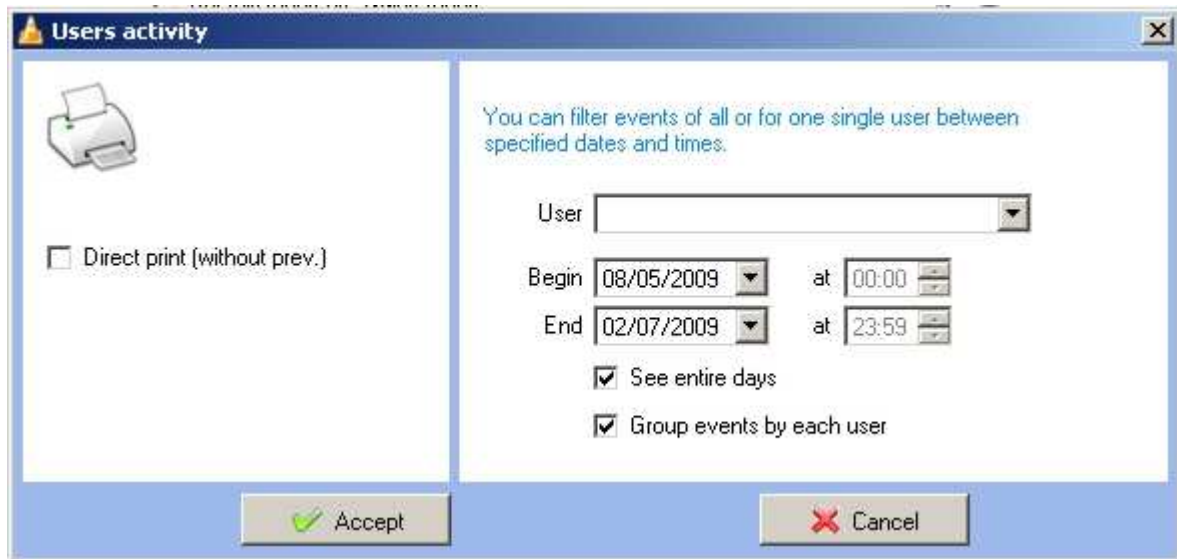 Users activity
You can filter events of all or for one single user between
specified dates and times.
User
Direct print (without prev.)
Begin 08/05/2009 at 00:00
End 02/07/2009 at 23:59
See entire days
Group events by each user
Accept
Cancel